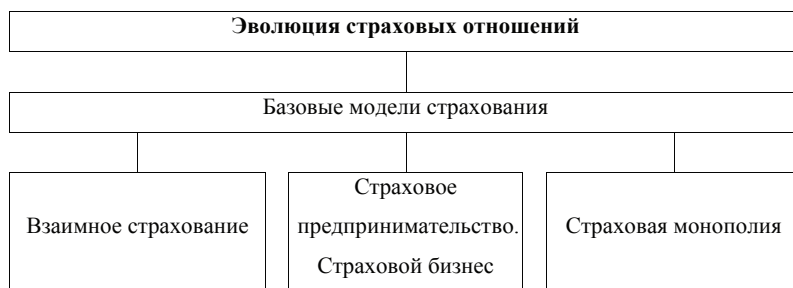 Эволюция страховых отношений
Базовые модели страхования
Взаимное страхование
Страховое
предпринимательство.
Страховой бизнес
Страховая монополия